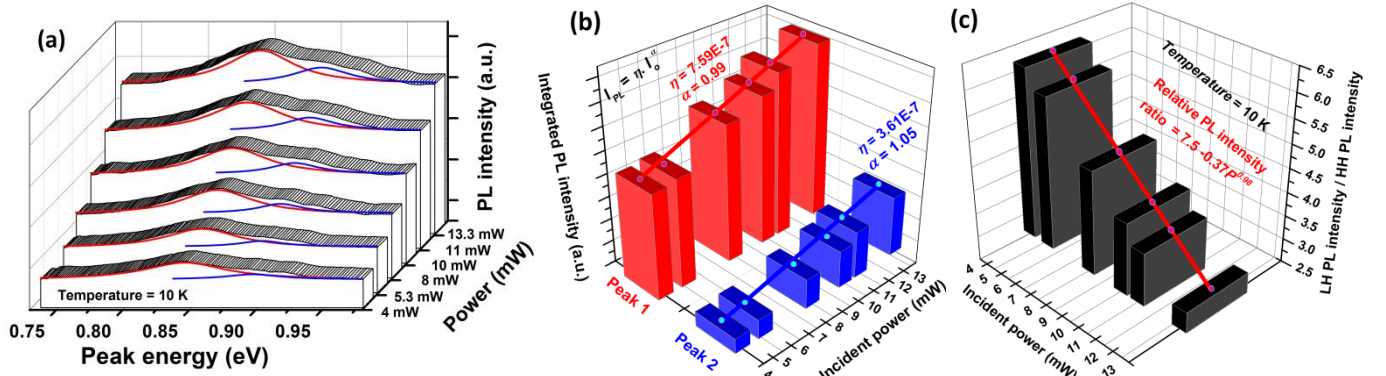 (a)
PL intensity (a.u.)
13.3 mW
11 mW
10 mW
8 mW
5.3 mW
4 mW
Power (mW)
Temperature = 10 K
0.75 0.80 0.85 0.90 0.95
Peak energy (eV)
(b)
Integrated PL intensity (a.u.)
I_PL = η. I_o^α
η = 7.59E-7
α = 0.99
η = 3.61E-7
α = 1.05
Peak 1
Peak 2
4 5 6 7 8 9 10 11 12 13
Incident power (mW)
(c)
Temperature = 10 K
Relative PL intensity
ratio = 7.5 -0.37P^0.98
6.5
6.0
5.5
5.0
4.5
4.0
3.5
3.0
2.5
LH PL intensity / HH PL intensity
4 5 6 7 8 9 10 11 12 13
Incident power (mW)